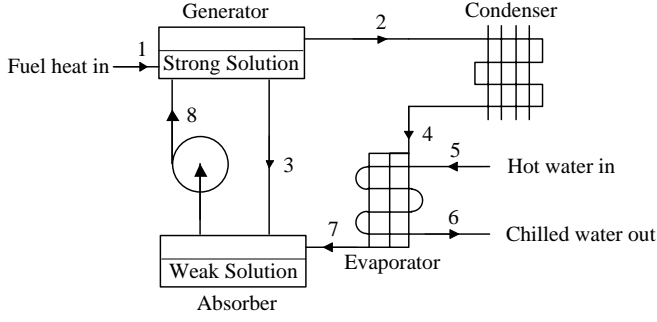 Generator
Condenser
1
2
Fuel heat in
Strong Solution
8
3
4
5
Hot water in
6
Chilled water out
7
Evaporator
Weak Solution
Absorber